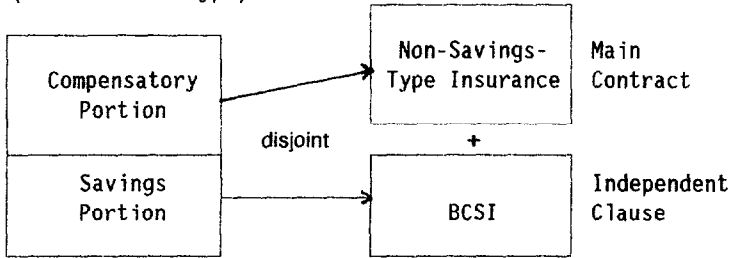 Compensatory
Portion
Savings
Portion
disjoint
Non-Savings-
Type Insurance
+
BCSI
Main
Contract
Independent
Clause